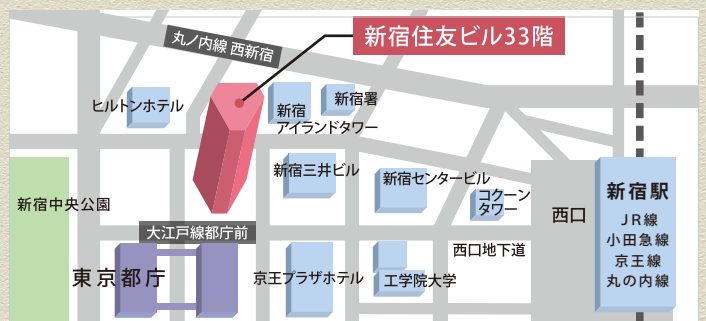 丸ノ内線 西新宿
新宿住友ビル33階
ヒルトンホテル
新宿
アイランドタワー
新宿署
新宿三井ビル
新宿センタービル
コクーン
タワー
新宿中央公園
西口
新宿駅
JR線
小田急線
京王線
丸の内線
大江戸線都庁前
西口地下道
東京都庁
京王プラザホテル
工学院大学